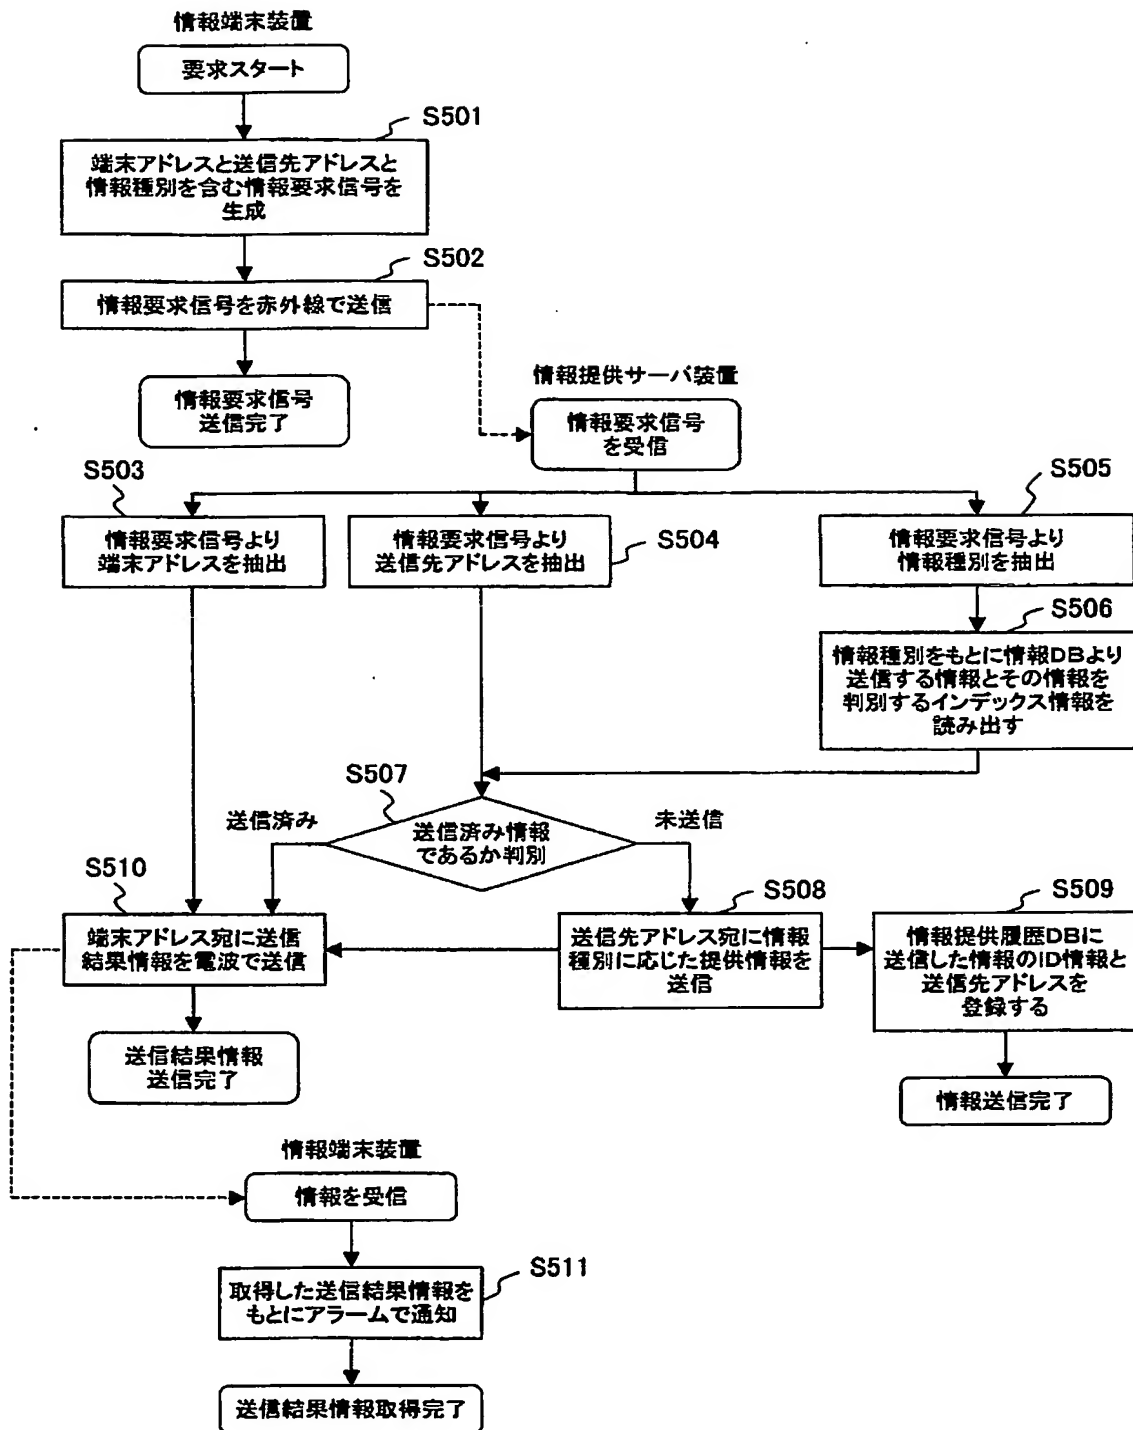 情報端末装置
要求スタート
S501
端末アドレスと送信先アドレスと
情報種別を含む情報要求信号を
生成
S502
情報要求信号を赤外線で送信
情報要求信号
送信完了
情報提供サーバ装置
情報要求信号
を受信
S503
情報要求信号より
端末アドレスを抽出
情報要求信号より
送信先アドレスを抽出
S504
S505
情報要求信号より
情報種別を抽出
S506
情報種別をもとに情報DBより
送信する情報とその情報を
判別するインデックス情報を
読み出す
S507
送信済み
送信済み情報
であるか判別
未送信
S510
端末アドレス宛に送信
結果情報を電波で送信
S508
送信先アドレス宛に情報
種別に応じた提供情報を
送信
S509
情報提供履歴DBに
送信した情報のID情報と
送信先アドレスを
登録する
送信結果情報
送信完了
情報送信完了
情報端末装置
情報を受信
S511
取得した送信結果情報を
もとにアラームで通知
送信結果情報取得完了